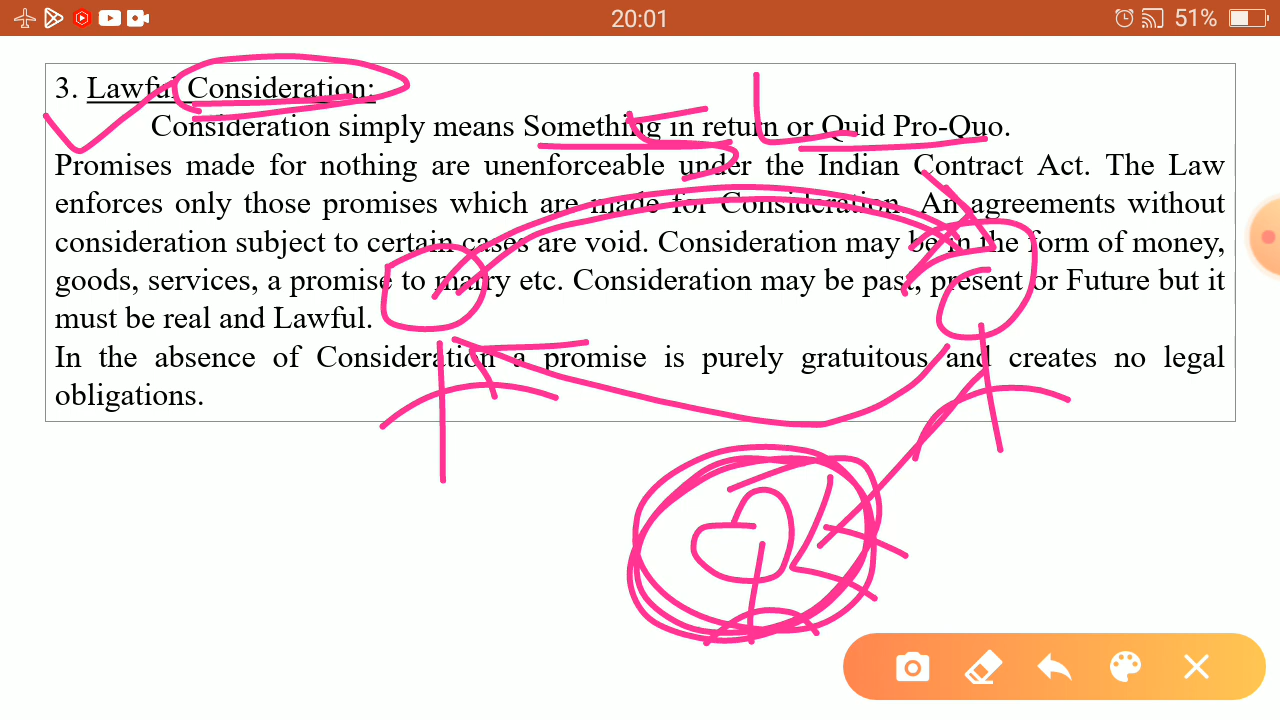 20:01
51%
3. Lawful Consideration:
Consideration simply means Something in return or Quid Pro-Quo.
Promises made for nothing are unenforceable under the Indian Contract Act. The Law
enforces only those promises which are made for Consideration. An agreements without
consideration subject to certain cases are void. Consideration may be in the form of money,
goods, services, a promise to marry etc. Consideration may be past, present or Future but it
must be real and Lawful.
In the absence of Consideration a promise is purely gratuitous and creates no legal
obligations.